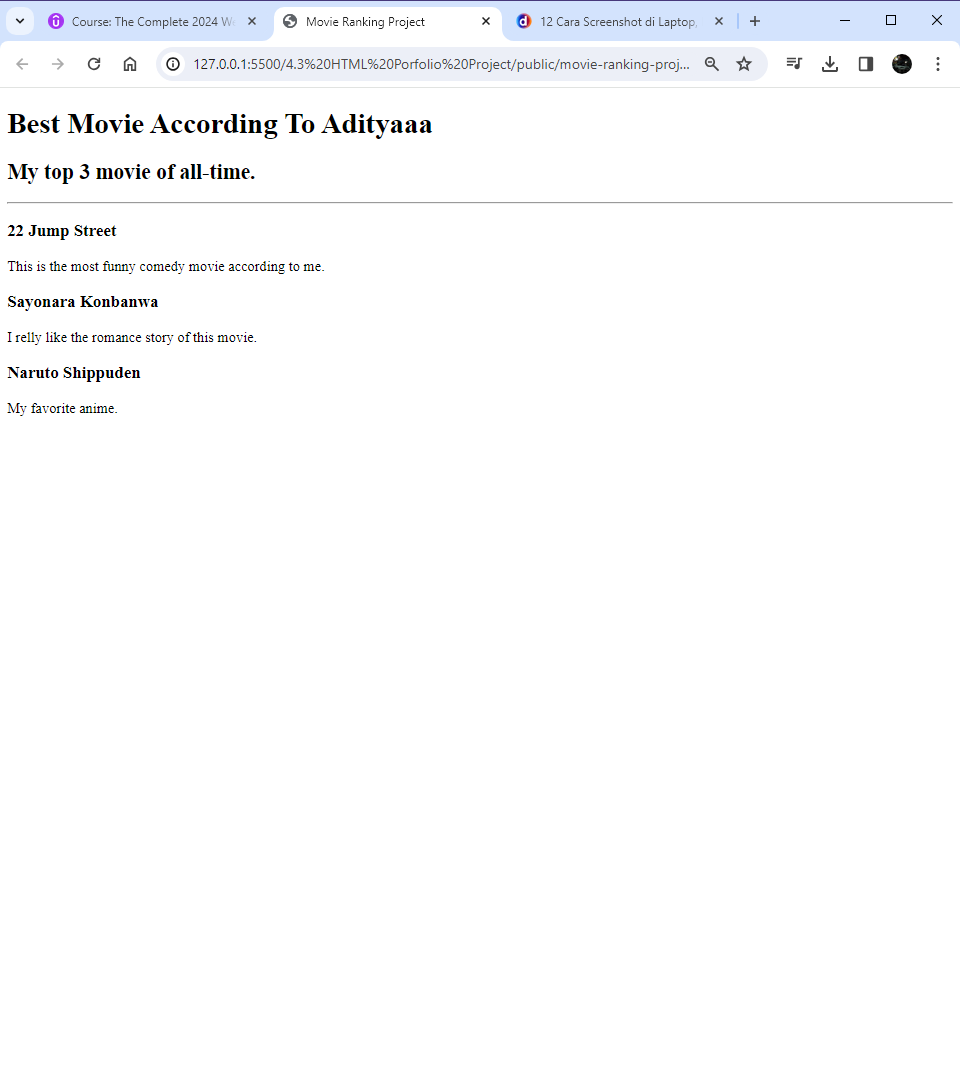 Course: The Complete 2024 W
Movie Ranking Project
12 Cara Screenshot di Laptop,
127.0.0.1:5500/4.3%20HTML%20Porfolio%20Project/public/movie-ranking-proj...
Best Movie According To Adityaaa
My top 3 movie of all-time.
22 Jump Street
This is the most funny comedy movie according to me.
Sayonara Konbanwa
I relly like the romance story of this movie.
Naruto Shippuden
My favorite anime.